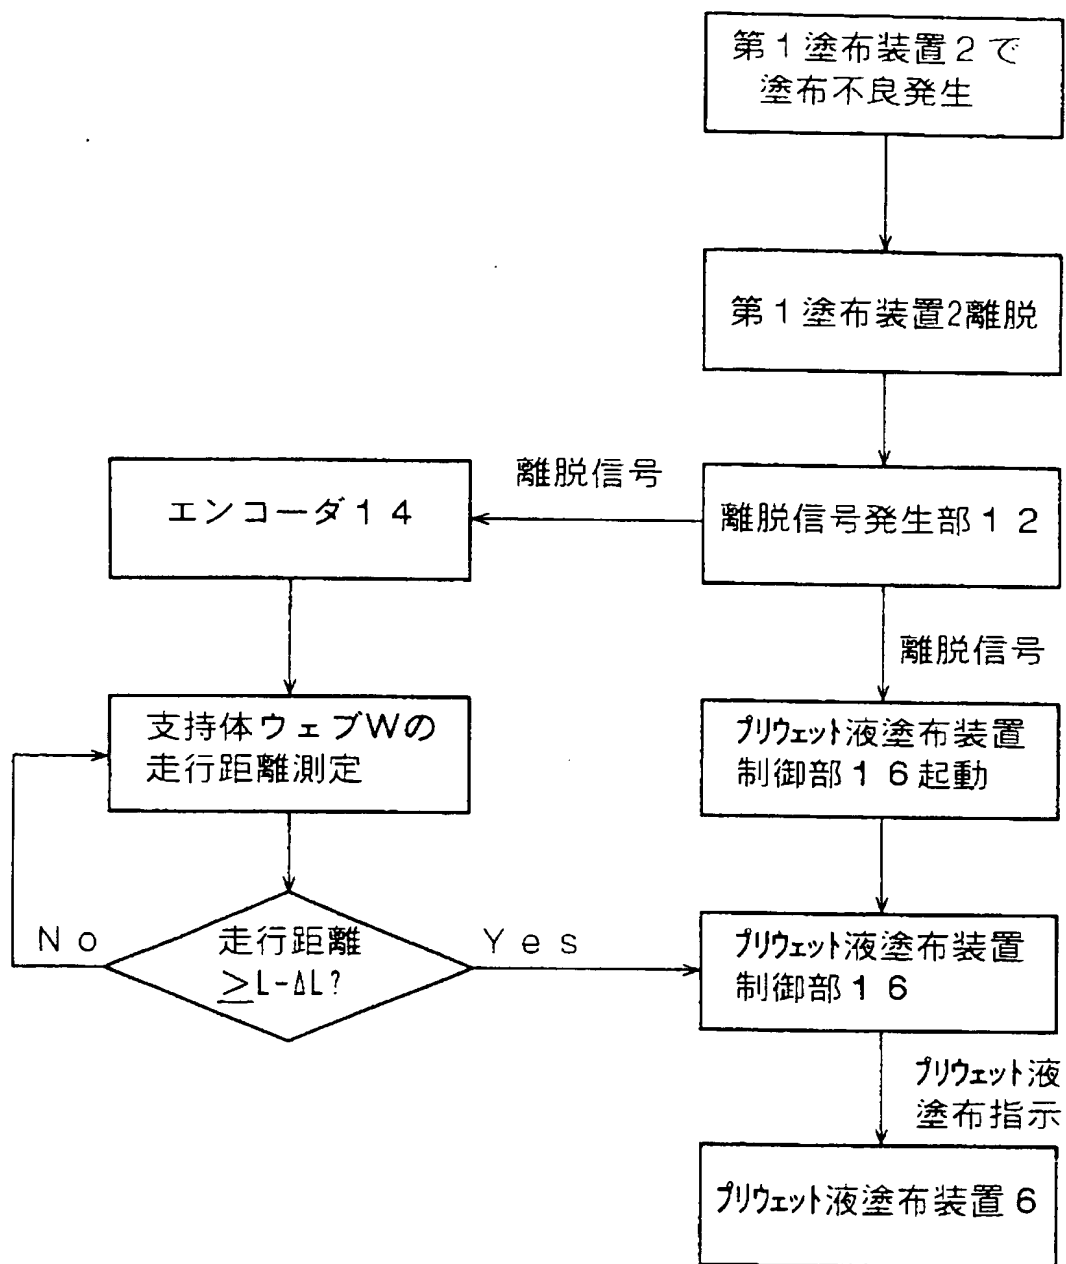 第１塗布装置２で
塗布不良発生
第１塗布装置2離脱
離脱信号
エンコーダ１４
離脱信号発生部１２
離脱信号
支持体ウェブWの
走行距離測定
プリウェット液塗布装置
制御部１６起動
No
走行距離
≥L-ΔL?
Yes
プリウェット液塗布装置
制御部１６
プリウェット液
塗布指示
プリウェット液塗布装置６